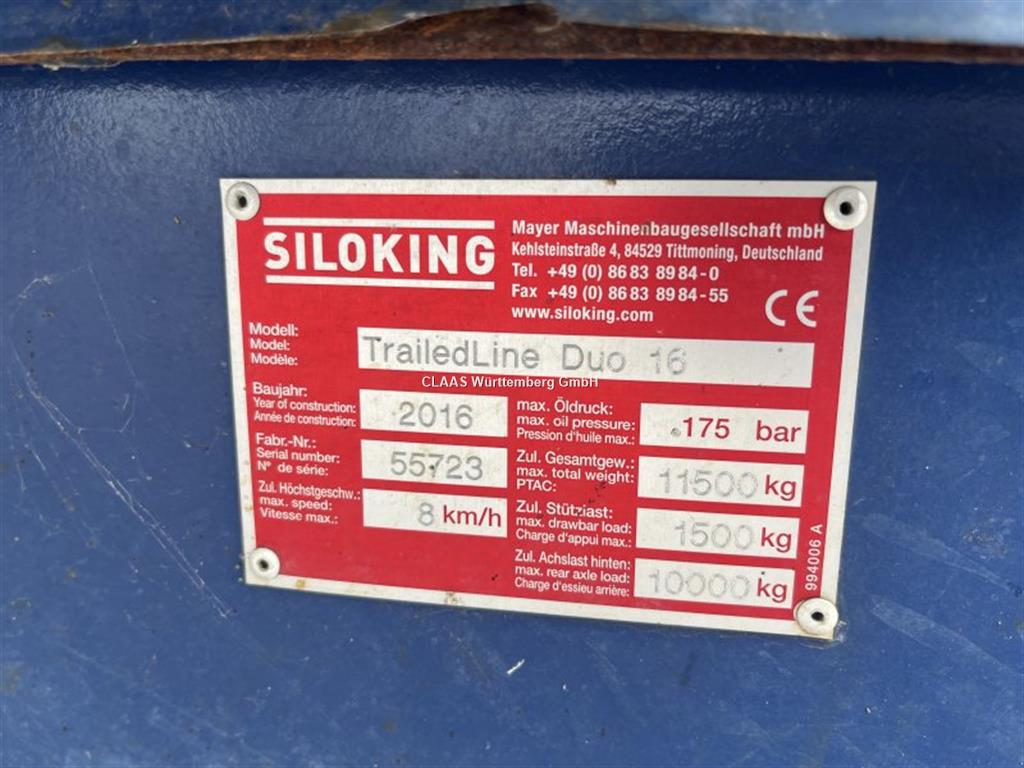 SILOKING
Mayer Maschinenbaugesellschaft mbH
Kehlsteinstraße 4, 84529 Tittmoning, Deutschland
Tel. +49 (0) 86 83 89 84-0
Fax +49 (0) 86 83 89 84-55
www.siloking.com
CE
Modell:
Model:
Modèle:
TrailedLine Duo 16
CLAAS Württemberg GmbH
Baujahr:
Year of construction:
Année de construction:
2016
Fabr.-Nr.:
Serial number:
N° de série:
55723
Zul. Höchstgeschw.:
max. speed:
Vitesse max.:
8 km/h
max. Öldruck:
max. oil pressure:
Pression d'huile max.:
175 bar
Zul. Gesamtgew.:
max. total weight:
PTAC:
11500 kg
Zul. Stützlast:
max. drawbar load:
Charge d'appui max.:
1500 kg
Zul. Achslast hinten:
max. rear axle load:
Charge d'essieu arrière:
10000 kg
994006 A